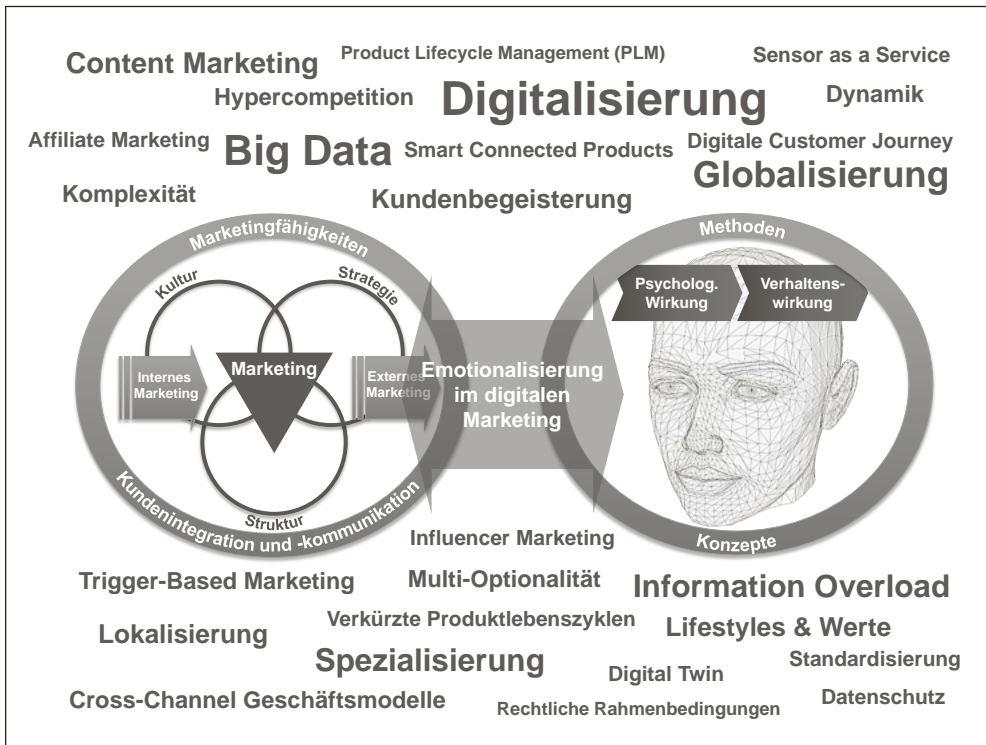 Content Marketing
Product Lifecycle Management (PLM)
Sensor as a Service
Hypercompetition
Digitalisierung
Dynamik
Affiliate Marketing
Big Data
Smart Connected Products
Digitale Customer Journey
Globalisierung
Komplexität
Kundenbegeisterung
Marketingfähigkeiten
Kultur
Strategie
Internes
Marketing
Marketing
Externes
Marketing
Struktur
Kundenintegration und -kommunikation
Emotionalisierung
im digitalen
Marketing
Methoden
Psycholog.
Wirkung
Verhaltens-
wirkung
Konzepte
Influencer Marketing
Trigger-Based Marketing
Multi-Optionalität
Information Overload
Verkürzte Produktlebenszyklen
Lokalisierung
Lifestyles & Werte
Spezialisierung
Standardisierung
Digital Twin
Cross-Channel Geschäftsmodelle
Datenschutz
Rechtliche Rahmenbedingungen